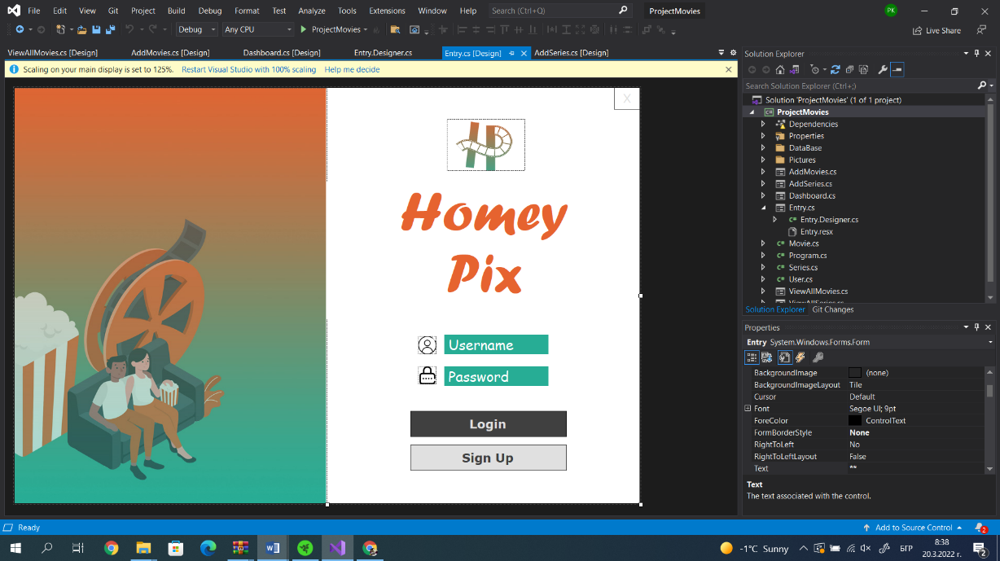 File Edit View Git Project Build Debug Format Test Analyze Tools Extensions Window Help Search (Ctrl+Q) ProjectMovies PK
Debug Any CPU ProjectMovies Live Share
ViewAllMovies.cs [Design] AddMovies.cs [Design] Dashboard.cs [Design] Entry.Designer.cs Entry.cs [Design] AddSeries.cs [Design]
Scaling on your main display is set to 125%. Restart Visual Studio with 100% scaling Help me decide
X
HP
Homey
Pix
Username
Password
Login
Sign Up
Solution Explorer
Search Solution Explorer (Ctrl+;)
Solution 'ProjectMovies' (1 of 1 project)
ProjectMovies
Dependencies
Properties
DataBase
Pictures
AddMovies.cs
AddSeries.cs
Dashboard.cs
Entry.cs
Entry.Designer.cs
Entry.resx
Movie.cs
Program.cs
Series.cs
User.cs
ViewAllMovies.cs
ViewAllSeries.cs
Solution Explorer Git Changes
Properties
Entry System.Windows.Forms.Form
BackgroundImage (none)
BackgroundImageLayout Tile
Cursor Default
Font Segoe UI; 9pt
ForeColor ControlText
FormBorderStyle None
RightToLeft No
RightToLeftLayout False
Text **
Text
The text associated with the control.
Ready Add to Source Control 2
-1°C Sunny БГР 8:38
20.3.2022 г. 2